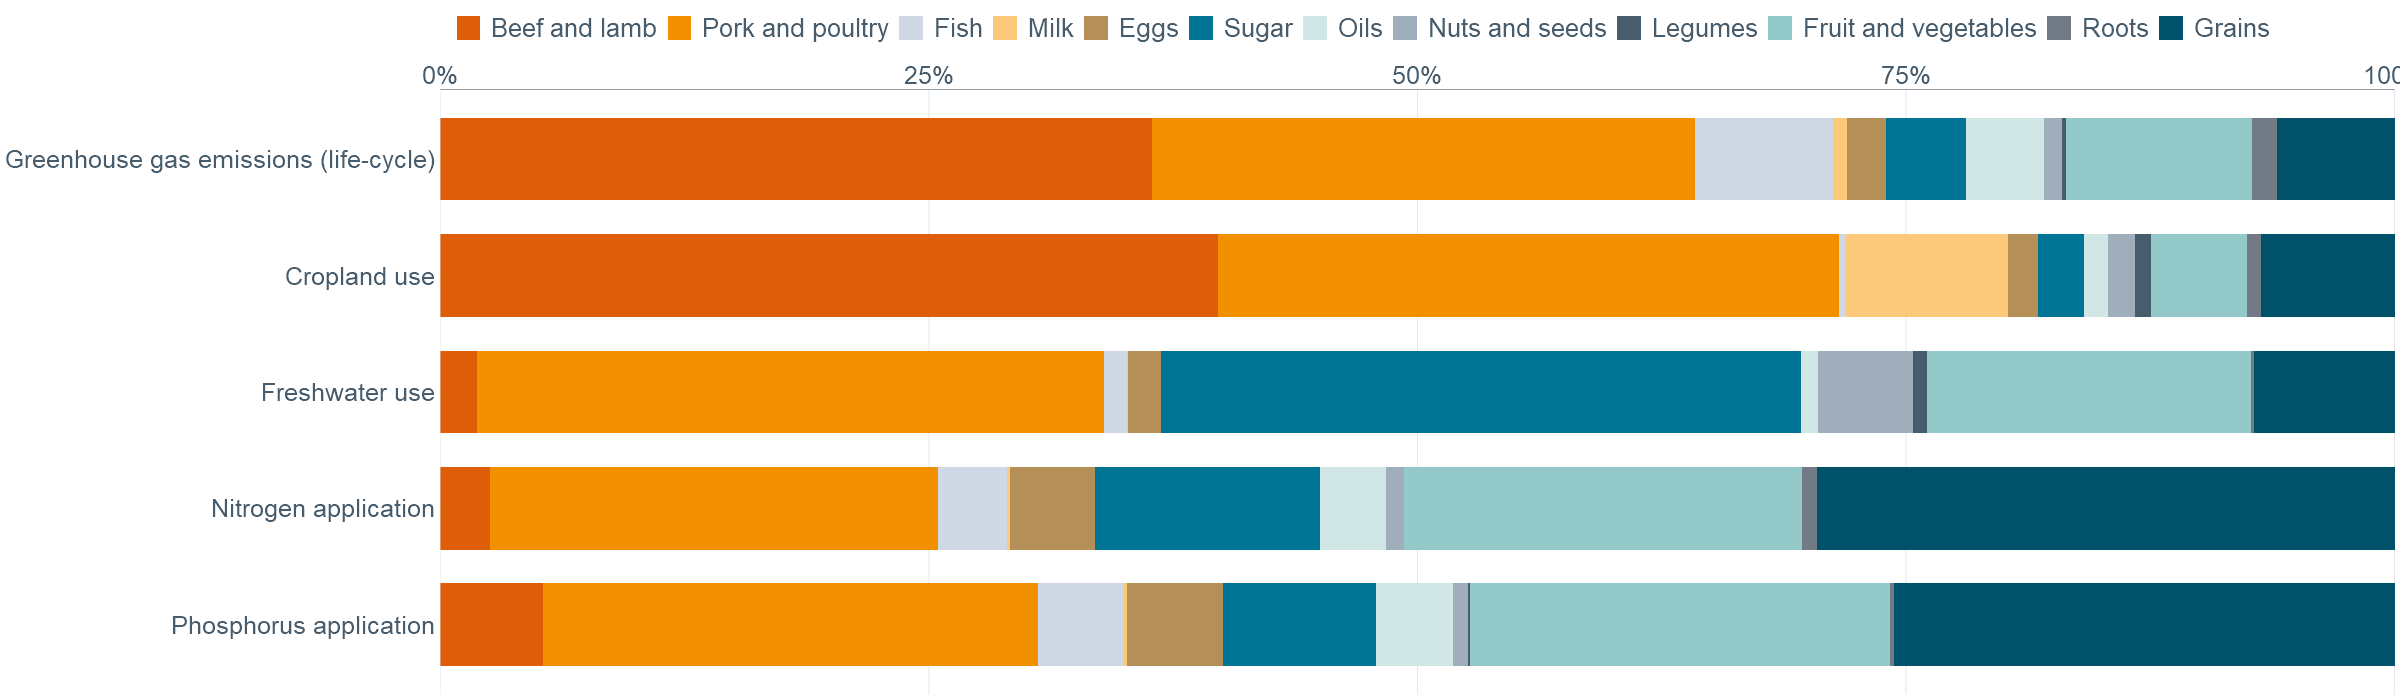 Beef and lamb Pork and poultry Fish Milk Eggs Sugar Oils Nuts and seeds Legumes Fruit and vegetables Roots Grains
0% 25% 50% 75% 100
Greenhouse gas emissions (life-cycle)
Cropland use
Freshwater use
Nitrogen application
Phosphorus application